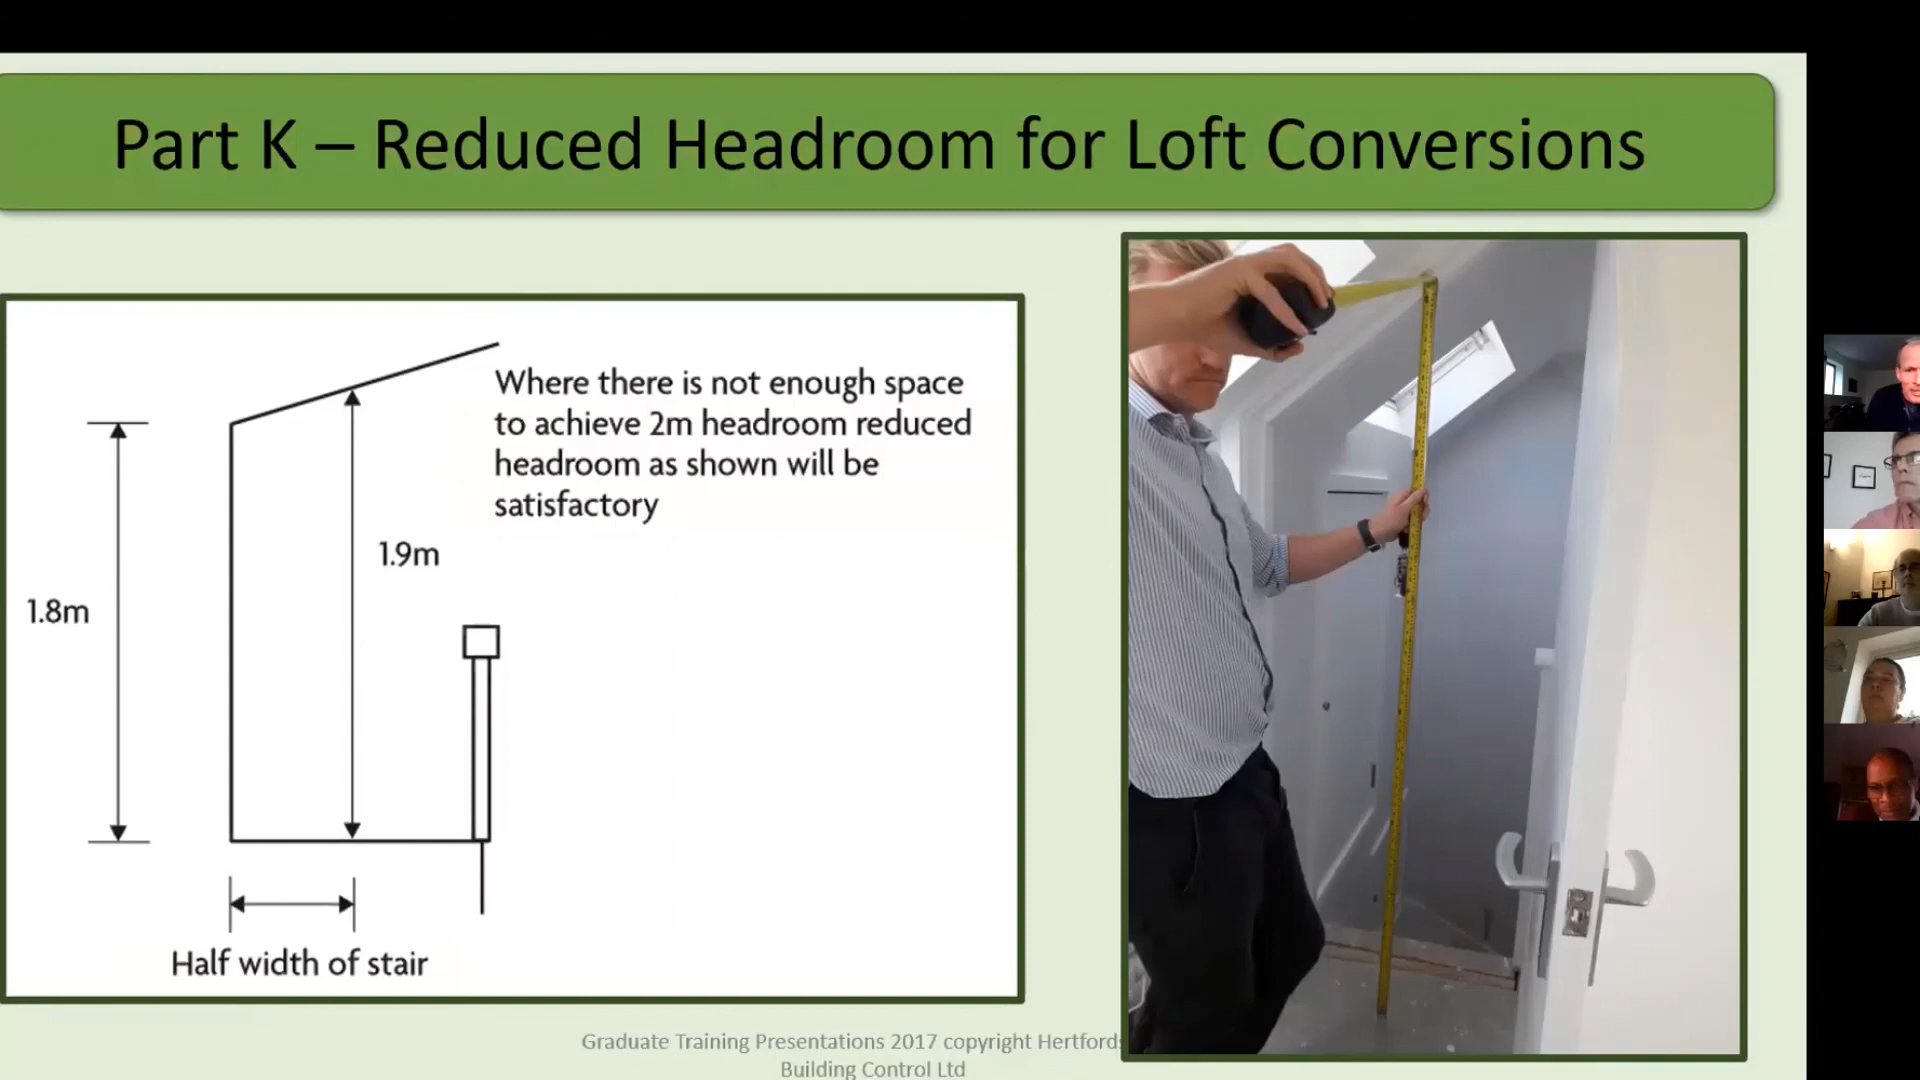 Part K – Reduced Headroom for Loft Conversions
Where there is not enough space
to achieve 2m headroom reduced
headroom as shown will be
satisfactory
1.9m
1.8m
Half width of stair
Graduate Training Presentations 2017 copyright
Building Control Ltd